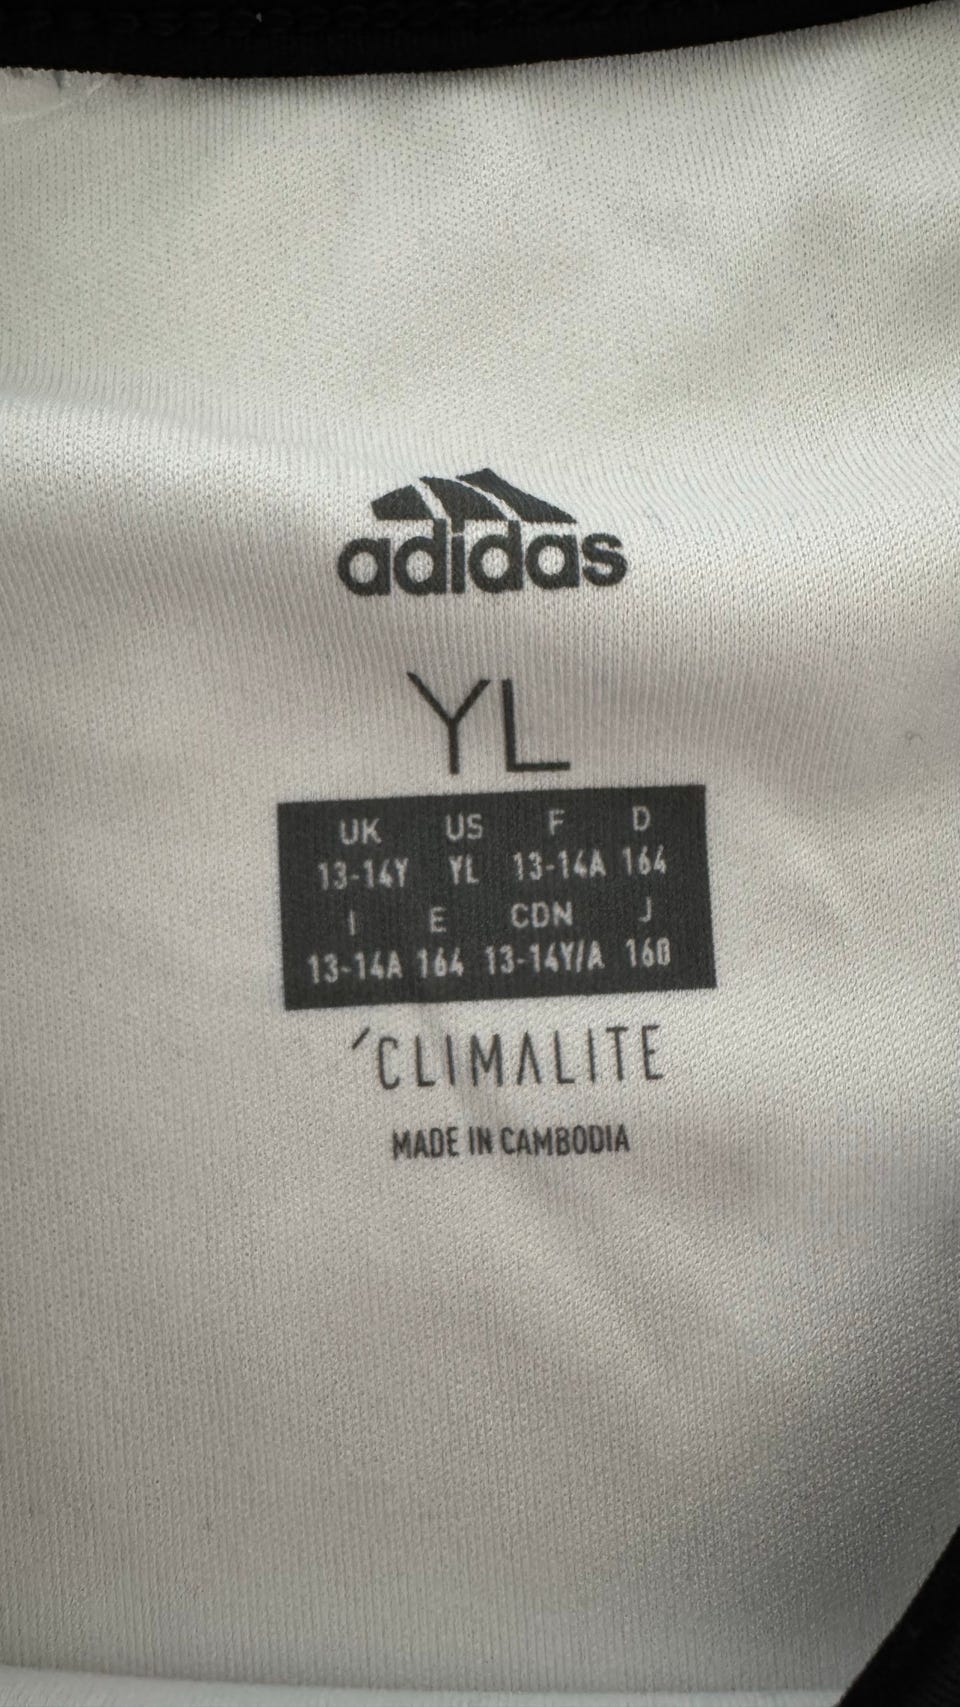 adidas
YL
UK US F D
13-14Y YL 13-14A 164
I E CDN J
13-14A 164 13-14Y/A 160
´CLIMALITE
MADE IN CAMBODIA